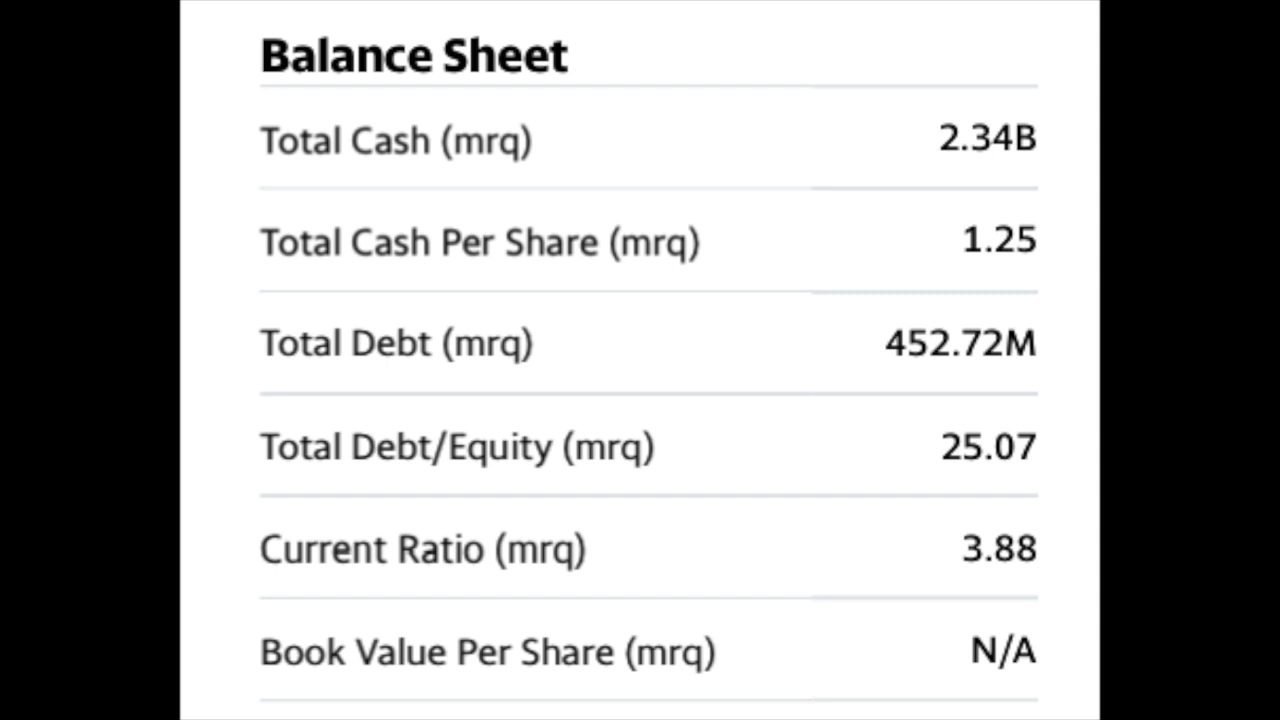 Balance Sheet
Total Cash (mrq) 2.34B
Total Cash Per Share (mrq) 1.25
Total Debt (mrq) 452.72M
Total Debt/Equity (mrq) 25.07
Current Ratio (mrq) 3.88
Book Value Per Share (mrq) N/A